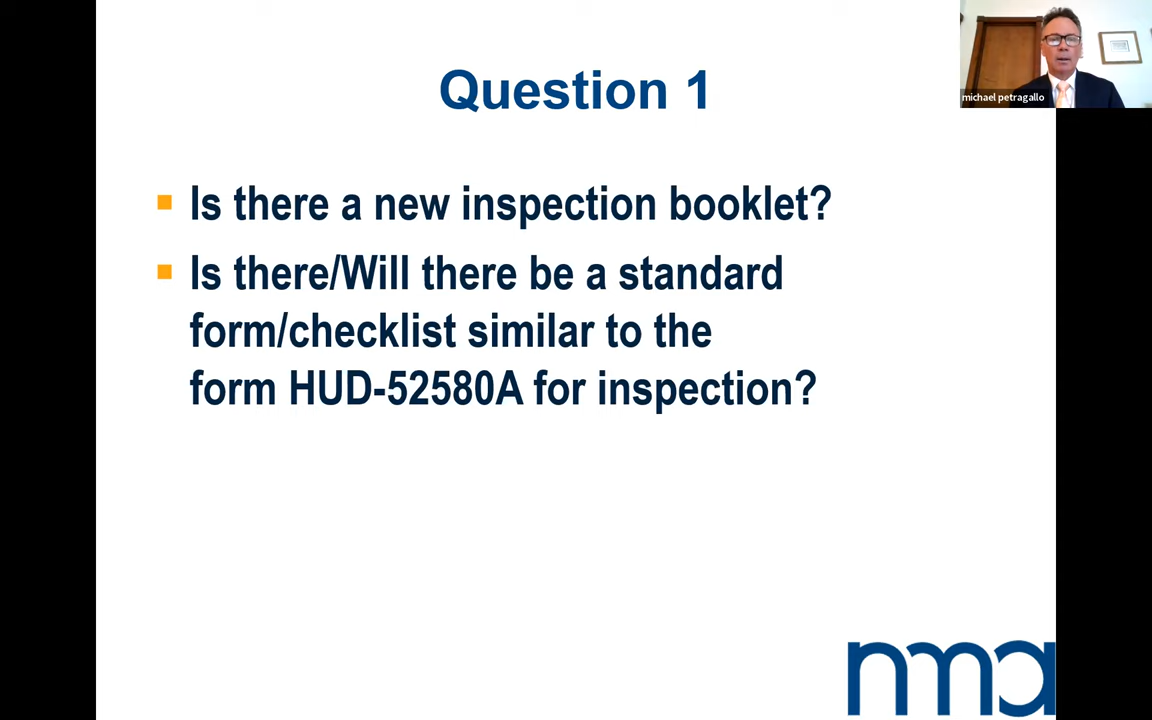 Question 1
michael petragallo
Is there a new inspection booklet?
Is there/Will there be a standard
form/checklist similar to the
form HUD-52580A for inspection?
nma